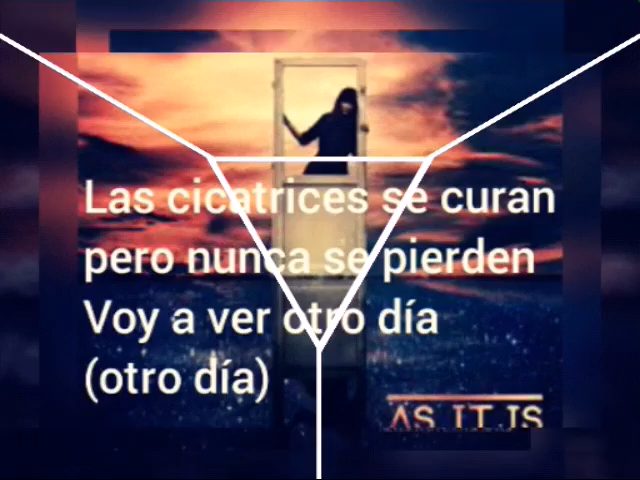 Las cicatrices se curan
pero nunca se pierden
Voy a ver otro día
(otro día)
AS IT IS